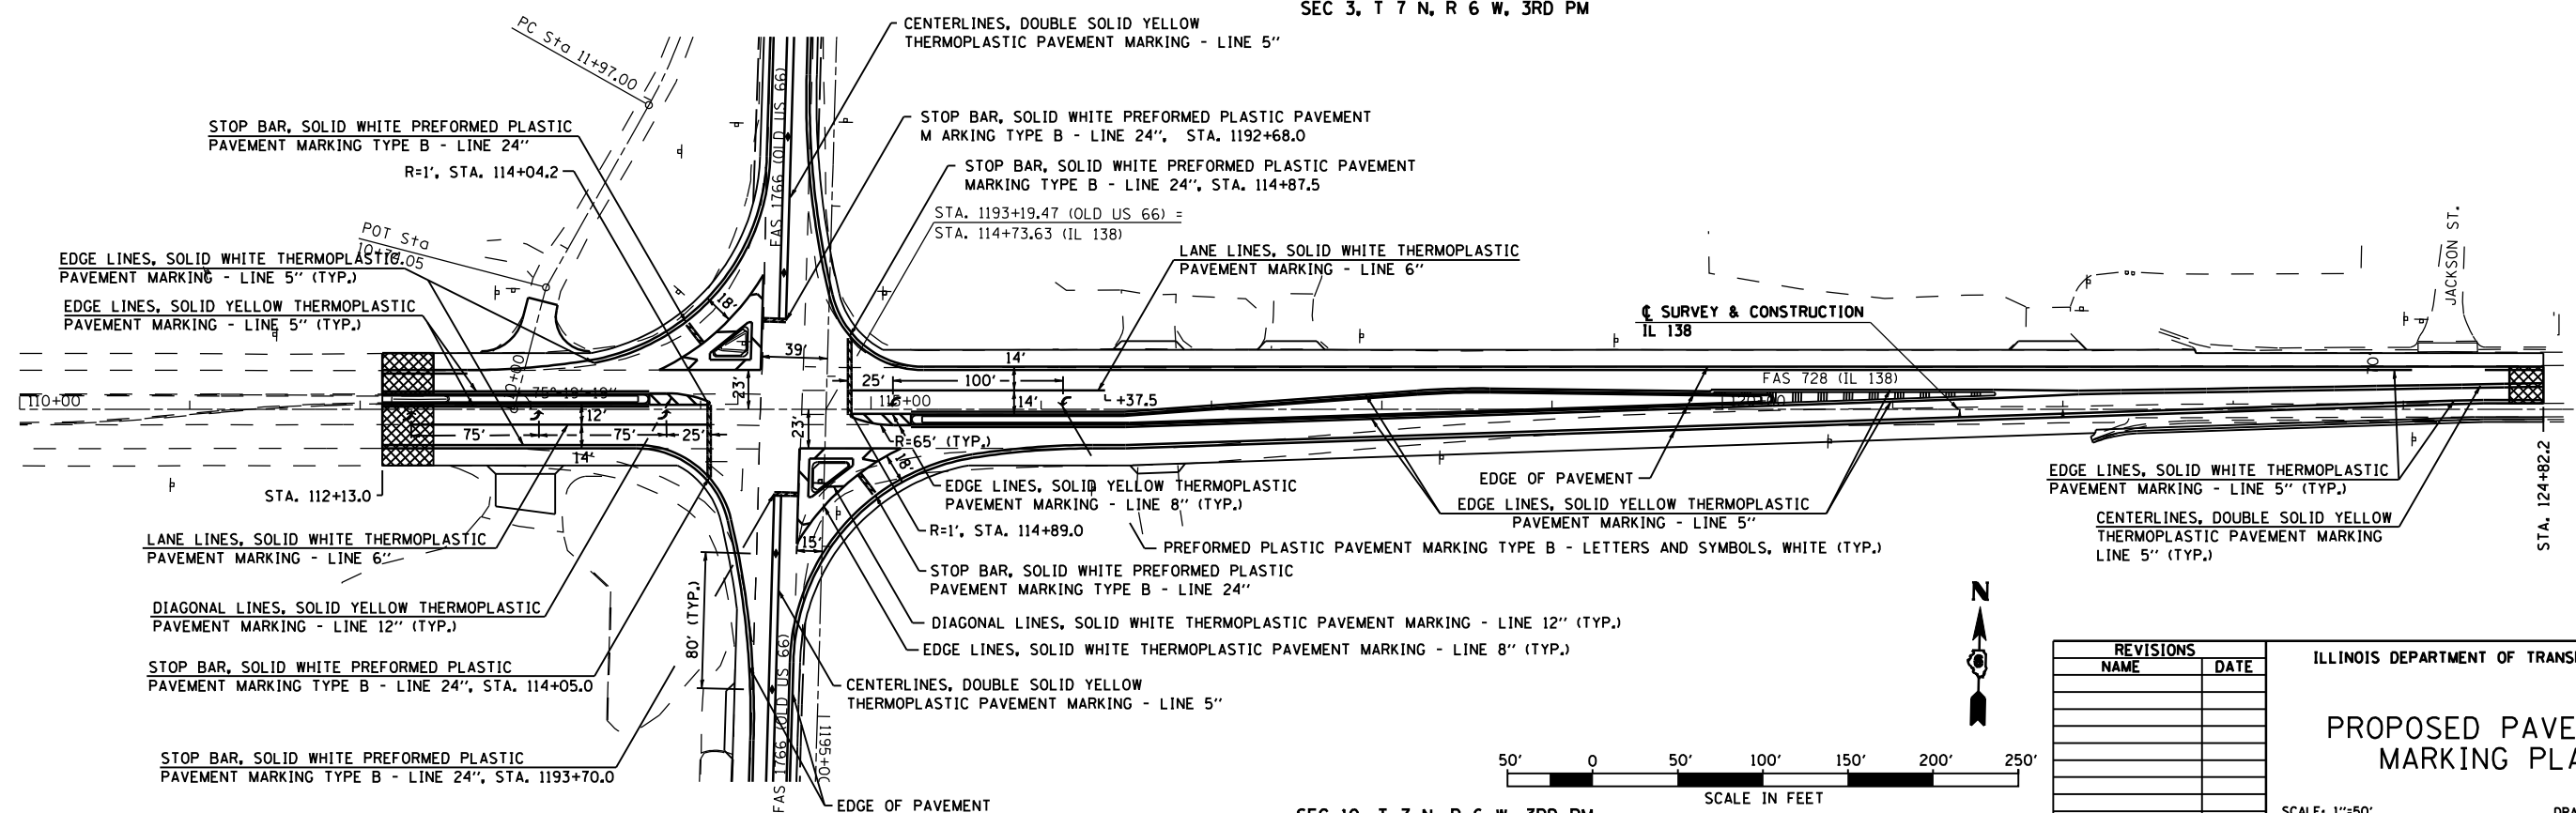 SEC 3, T 7 N, R 6 W, 3RD PM
PC Sta 11+97.00
CENTERLINES, DOUBLE SOLID YELLOW
THERMOPLASTIC PAVEMENT MARKING - LINE 5"
STOP BAR, SOLID WHITE PREFORMED PLASTIC
PAVEMENT MARKING TYPE B - LINE 24"
R=1', STA. 114+04.2
FAS 1766 (OLD US 66)
STOP BAR, SOLID WHITE PREFORMED PLASTIC PAVEMENT
M ARKING TYPE B - LINE 24", STA. 1192+68.0
STOP BAR, SOLID WHITE PREFORMED PLASTIC PAVEMENT
MARKING TYPE B - LINE 24", STA. 114+87.5
STA. 1193+19.47 (OLD US 66) =
STA. 114+73.63 (IL 138)
POT Sta
EDGE LINES, SOLID WHITE THERMOPLASTIC
PAVEMENT MARKING - LINE 5" (TYP.)
EDGE LINES, SOLID YELLOW THERMOPLASTIC
PAVEMENT MARKING - LINE 5" (TYP.)
LANE LINES, SOLID WHITE THERMOPLASTIC
PAVEMENT MARKING - LINE 6"
℄ SURVEY & CONSTRUCTION
IL 138
JACKSON ST.
18'
39'
23'
14'
25'
100'
14'
+37.5
FAS 728 (IL 138)
70'
110+00
12'
75'
75'
25'
14'
23'
R=65' (TYP.)
18'
STA. 112+13.0
EDGE LINES, SOLID YELLOW THERMOPLASTIC
PAVEMENT MARKING - LINE 8" (TYP.)
EDGE OF PAVEMENT
EDGE LINES, SOLID YELLOW THERMOPLASTIC
PAVEMENT MARKING - LINE 5"
EDGE LINES, SOLID WHITE THERMOPLASTIC
PAVEMENT MARKING - LINE 5" (TYP.)
CENTERLINES, DOUBLE SOLID YELLOW
THERMOPLASTIC PAVEMENT MARKING
LINE 5" (TYP.)
STA. 124+82.2
R=1', STA. 114+89.0
15'
PREFORMED PLASTIC PAVEMENT MARKING TYPE B - LETTERS AND SYMBOLS, WHITE (TYP.)
LANE LINES, SOLID WHITE THERMOPLASTIC
PAVEMENT MARKING - LINE 6"
STOP BAR, SOLID WHITE PREFORMED PLASTIC
PAVEMENT MARKING TYPE B - LINE 24"
DIAGONAL LINES, SOLID YELLOW THERMOPLASTIC
PAVEMENT MARKING - LINE 12" (TYP.)
DIAGONAL LINES, SOLID WHITE THERMOPLASTIC PAVEMENT MARKING - LINE 12" (TYP.)
EDGE LINES, SOLID WHITE THERMOPLASTIC PAVEMENT MARKING - LINE 8" (TYP.)
80' (TYP.)
STOP BAR, SOLID WHITE PREFORMED PLASTIC
PAVEMENT MARKING TYPE B - LINE 24", STA. 114+05.0
CENTERLINES, DOUBLE SOLID YELLOW
THERMOPLASTIC PAVEMENT MARKING - LINE 5"
FAS 1766 (OLD US 66)
1195+00
STOP BAR, SOLID WHITE PREFORMED PLASTIC
PAVEMENT MARKING TYPE B - LINE 24", STA. 1193+70.0
EDGE OF PAVEMENT
N
6
50' 0 50' 100' 150' 200' 250'
SCALE IN FEET
REVISIONS
NAME DATE
ILLINOIS DEPARTMENT OF TRANS
PROPOSED PAVE
MARKING PLA
SCALE: 1"=50'
DRA
SEC 10, T 7 N, R 6 W, 3RD PM